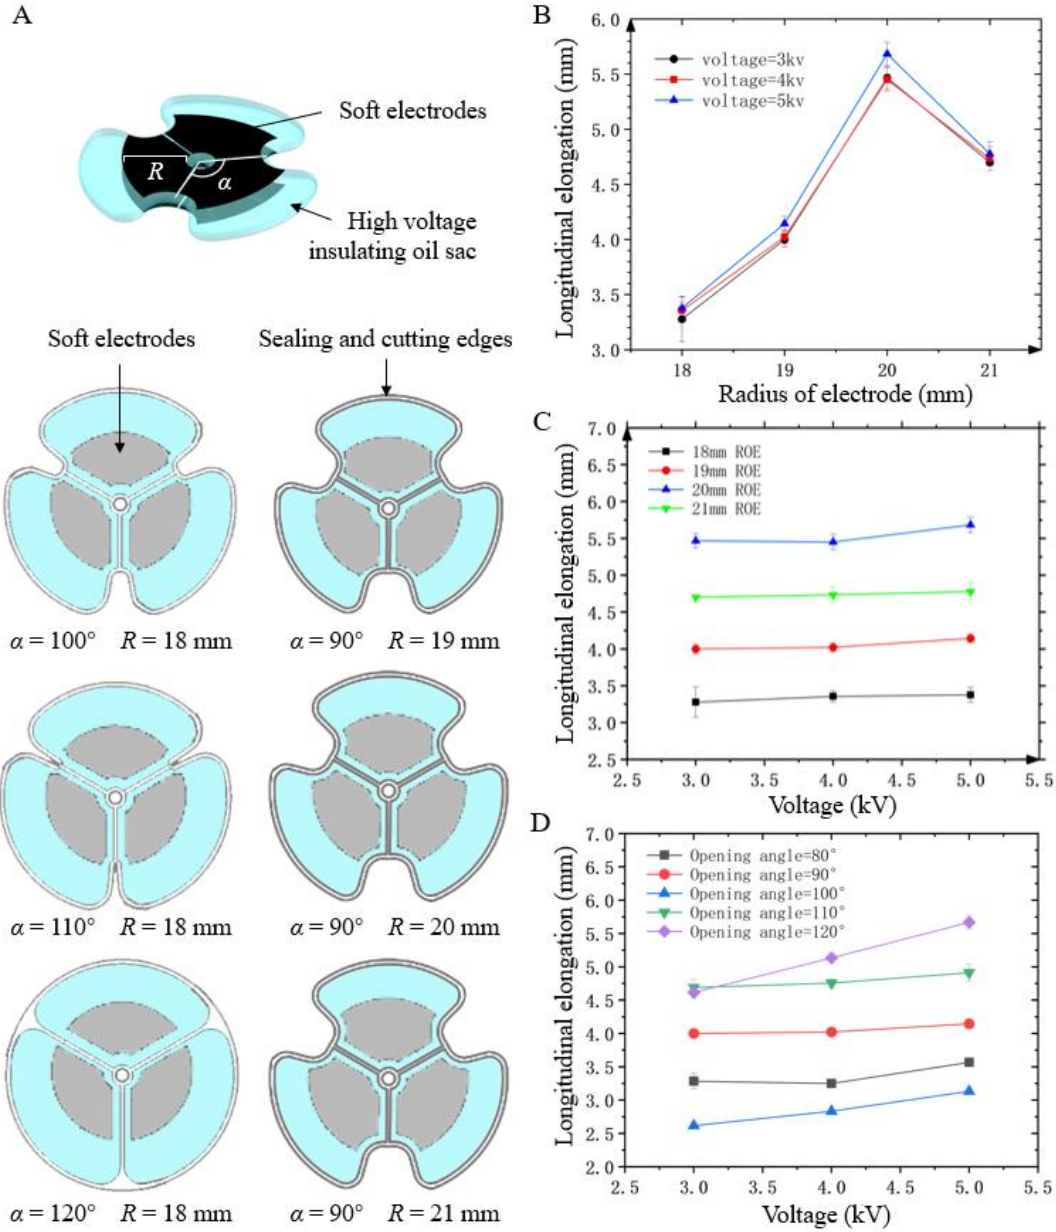 A
Soft electrodes
R
α
High voltage
insulating oil sac
Soft electrodes
Sealing and cutting edges
α = 100° R = 18 mm
α = 90° R = 19 mm
α = 110° R = 18 mm
α = 90° R = 20 mm
α = 120° R = 18 mm
α = 90° R = 21 mm
B
Longitudinal elongation (mm)
6.0
5.5
5.0
4.5
4.0
3.5
3.0
voltage=3kv
voltage=4kv
voltage=5kv
18 19 20 21
Radius of electrode (mm)
C
Longitudinal elongation (mm)
7.0
6.5
6.0
5.5
5.0
4.5
4.0
3.5
3.0
2.5
18mm ROE
19mm ROE
20mm ROE
21mm ROE
2.5 3.0 3.5 4.0 4.5 5.0 5.5
Voltage (kV)
D
Longitudinal elongation (mm)
7.0
6.5
6.0
5.5
5.0
4.5
4.0
3.5
3.0
2.5
2.0
Opening angle=80°
Opening angle=90°
Opening angle=100°
Opening angle=110°
Opening angle=120°
2.5 3.0 3.5 4.0 4.5 5.0 5.5
Voltage (kV)